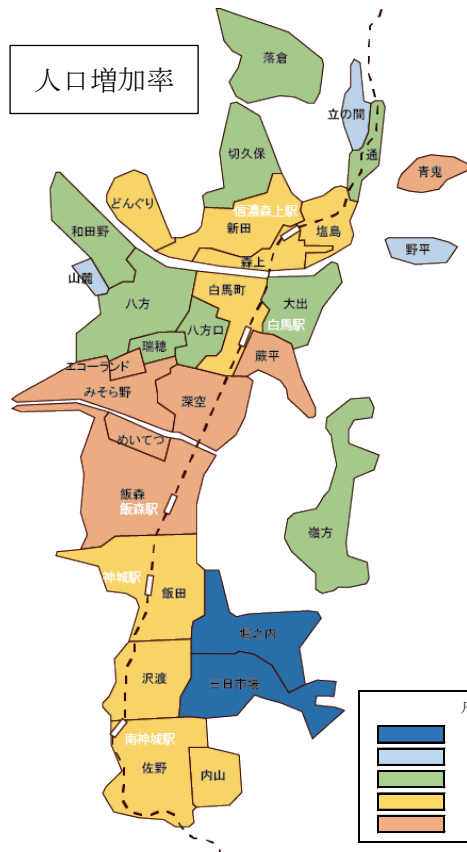 人口増加率
落倉
立の間
通
切久保
青鬼
どんぐり
信濃森上駅
和田野
新田
塩島
野平
森上
山麓
白馬町
八方
大出
八方口
白馬駅
瑞穂
蕨平
エコーランド
みそら野
深空
めいてつ
飯森
飯森駅
嶺方
神城駅
飯田
堀之内
沢渡
三日市場
南神城駅
佐野
内山